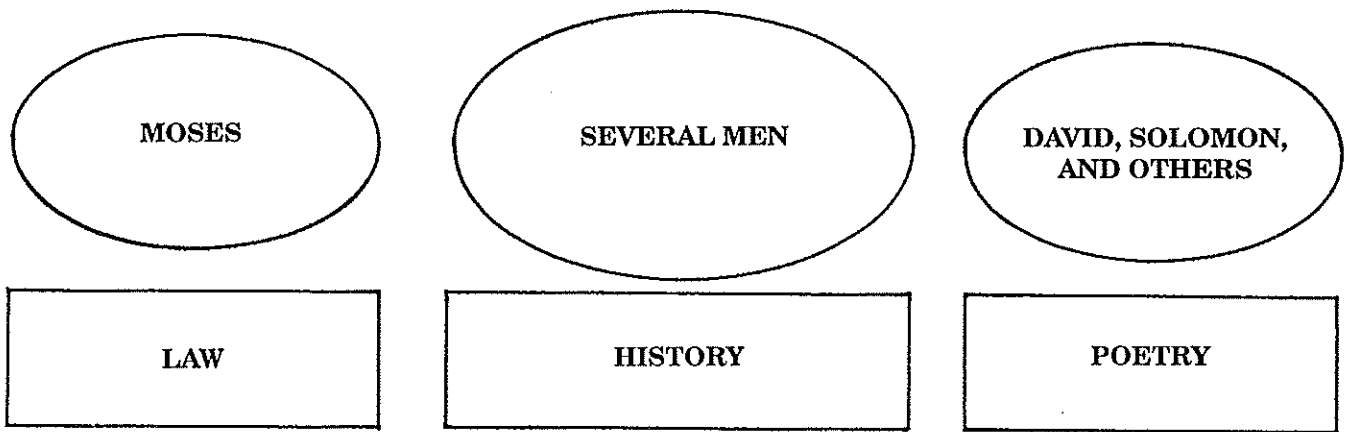 MOSES
SEVERAL MEN
DAVID, SOLOMON,
AND OTHERS
LAW
HISTORY
POETRY